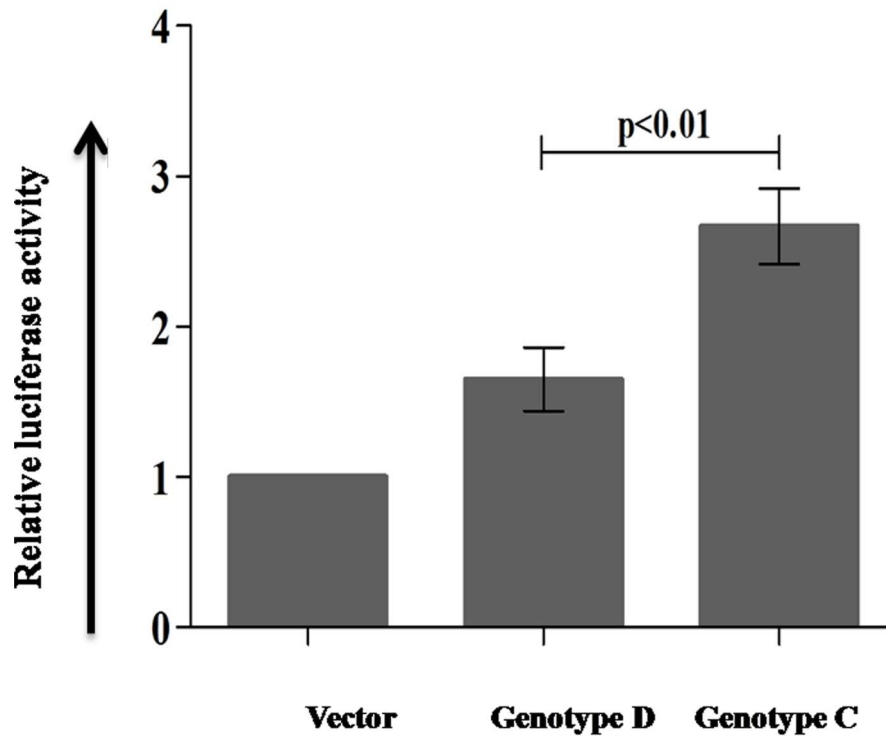 Relative luciferase activity
4
3
2
1
0
p<0.01
Vector Genotype D Genotype C